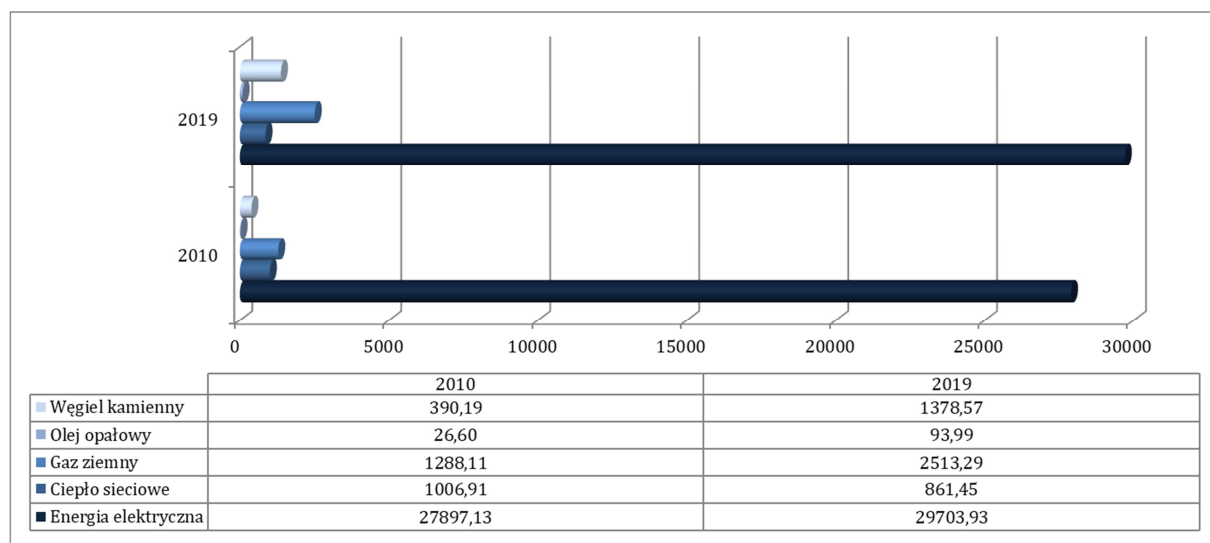 2019
2010
0 5000 10000 15000 20000 25000 30000
2010 2019
Węgiel kamienny 390,19 1378,57
Olej opałowy 26,60 93,99
Gaz ziemny 1288,11 2513,29
Ciepło sieciowe 1006,91 861,45
Energia elektryczna 27897,13 29703,93